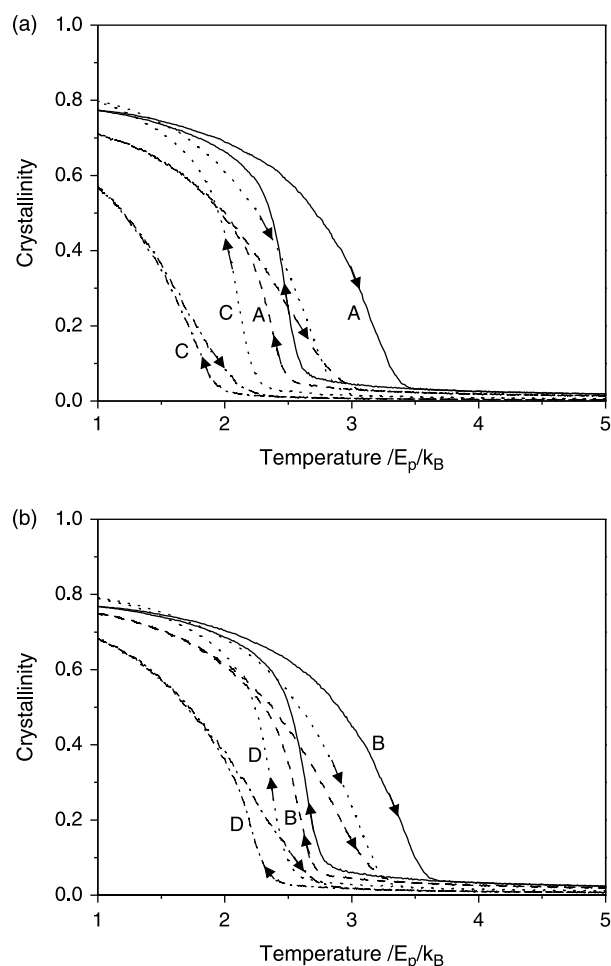 (a)
1.0
0.8
0.6
0.4
0.2
0.0
Crystallinity
C
A
C
A
1 2 3 4 5
Temperature /E_p/k_B
(b)
1.0
0.8
0.6
0.4
0.2
0.0
Crystallinity
B
D
B
D
1 2 3 4 5
Temperature /E_p/k_B